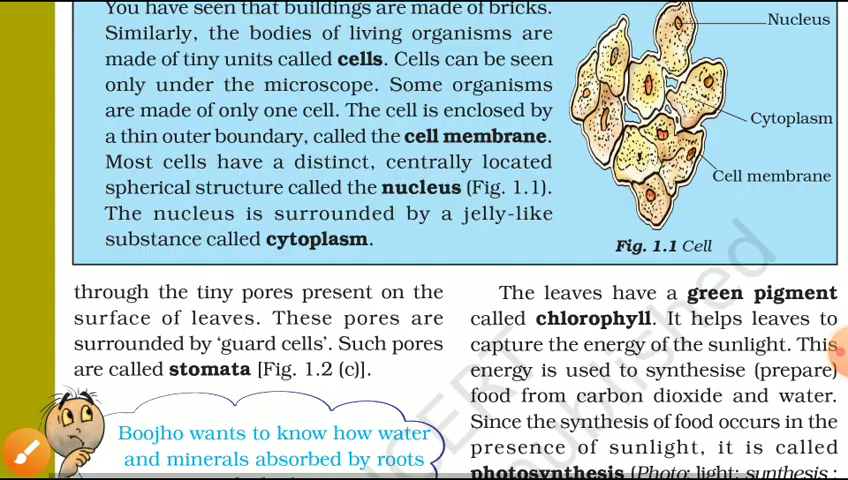 You have seen that buildings are made of bricks.
Similarly, the bodies of living organisms are
made of tiny units called cells. Cells can be seen
only under the microscope. Some organisms
are made of only one cell. The cell is enclosed by
a thin outer boundary, called the cell membrane.
Most cells have a distinct, centrally located
spherical structure called the nucleus (Fig. 1.1).
The nucleus is surrounded by a jelly-like
substance called cytoplasm.
Nucleus
Cytoplasm
Cell membrane
Fig. 1.1 Cell
through the tiny pores present on the
surface of leaves. These pores are
surrounded by ‘guard cells’. Such pores
are called stomata [Fig. 1.2 (c)].
Boojho wants to know how water
and minerals absorbed by roots
The leaves have a green pigment
called chlorophyll. It helps leaves to
capture the energy of the sunlight. This
energy is used to synthesise (prepare)
food from carbon dioxide and water.
Since the synthesis of food occurs in the
presence of sunlight, it is called
photosynthesis (Photo: light; synthesis :
NCERT
published